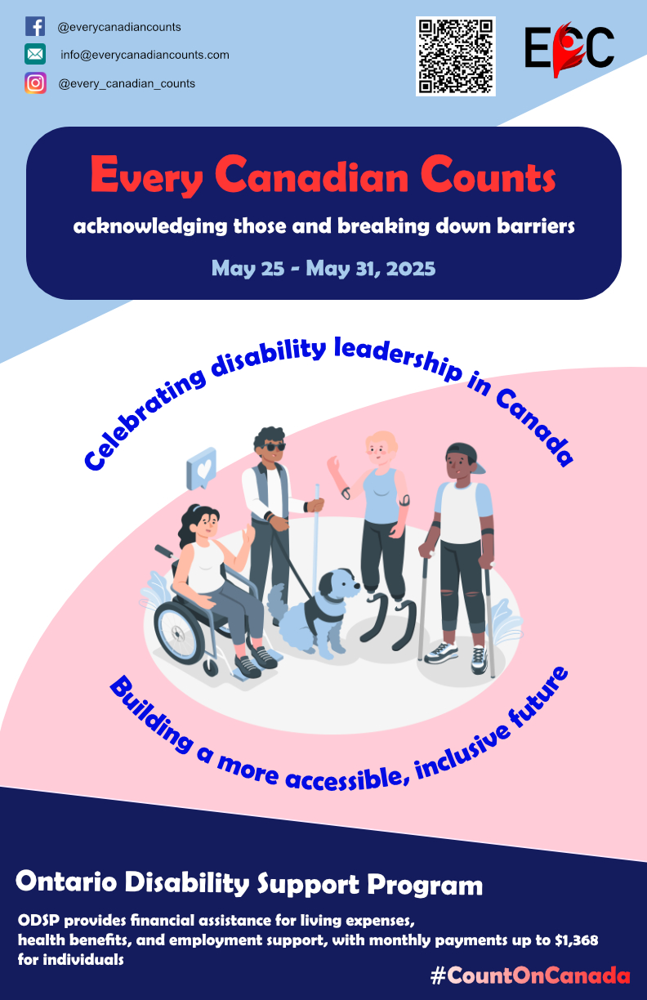 @everycanadiancounts
info@everycanadiancounts.com
@every_canadian_counts
ECC
Every Canadian Counts
acknowledging those and breaking down barriers
May 25 - May 31, 2025
Celebrating disability leadership in Canada
Building a more accessible, inclusive future
Ontario Disability Support Program
ODSP provides financial assistance for living expenses,
health benefits, and employment support, with monthly payments up to $1,368
for individuals
#CountOnCanada